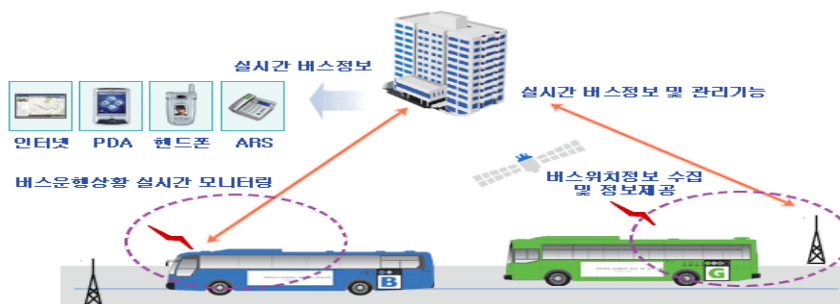 실시간 버스정보
실시간 버스정보 및 관리기능
인터넷 PDA 핸드폰 ARS
버스운행상황 실시간 모니터링
버스위치정보 수집
및 정보제공
B
G